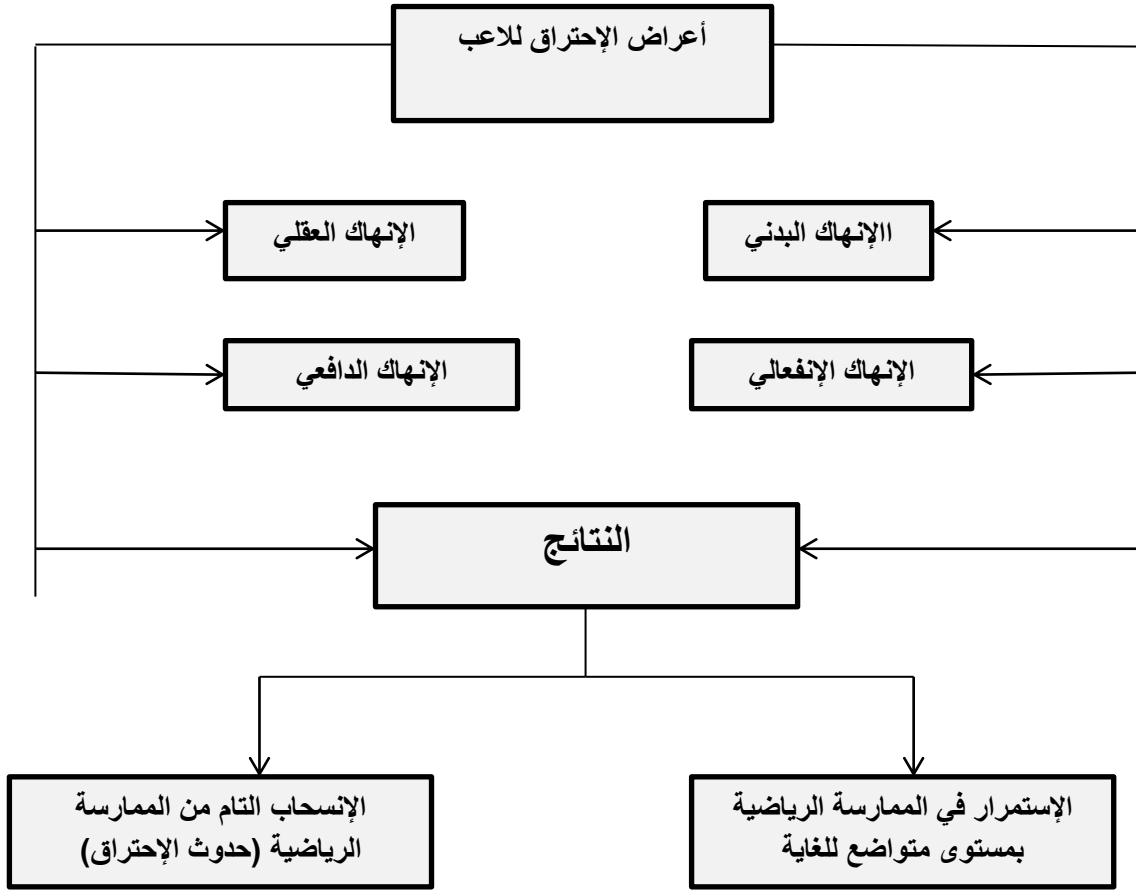 أعراض الإحتراق للاعب
االإنهاك البدني
الإنهاك العقلي
الإنهاك الإنفعالي
الإنهاك الدافعي
النتائج
الإستمرار في الممارسة الرياضية
بمستوى متواضع للغاية
الإنسحاب التام من الممارسة
الرياضية (حدوث الإحتراق)